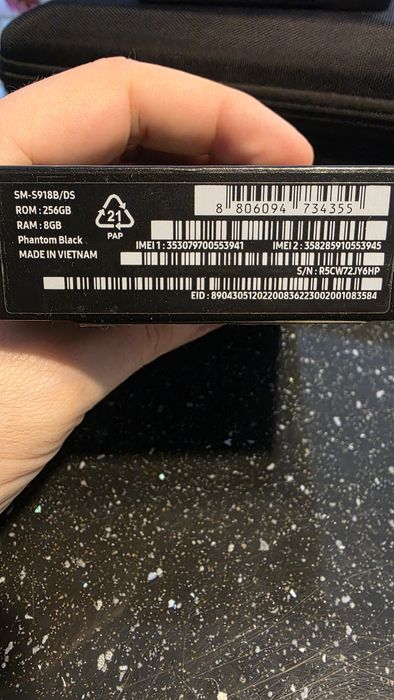 SM-S918B/DS
ROM : 256GB
RAM : 8GB
Phantom Black
MADE IN VIETNAM
21
PAP
8 806094 734355
IMEI 1 : 353079700553941
IMEI 2 : 358285910553945
S/N : R5CW72JY6HP
EID : 89043051202200836223002001083584